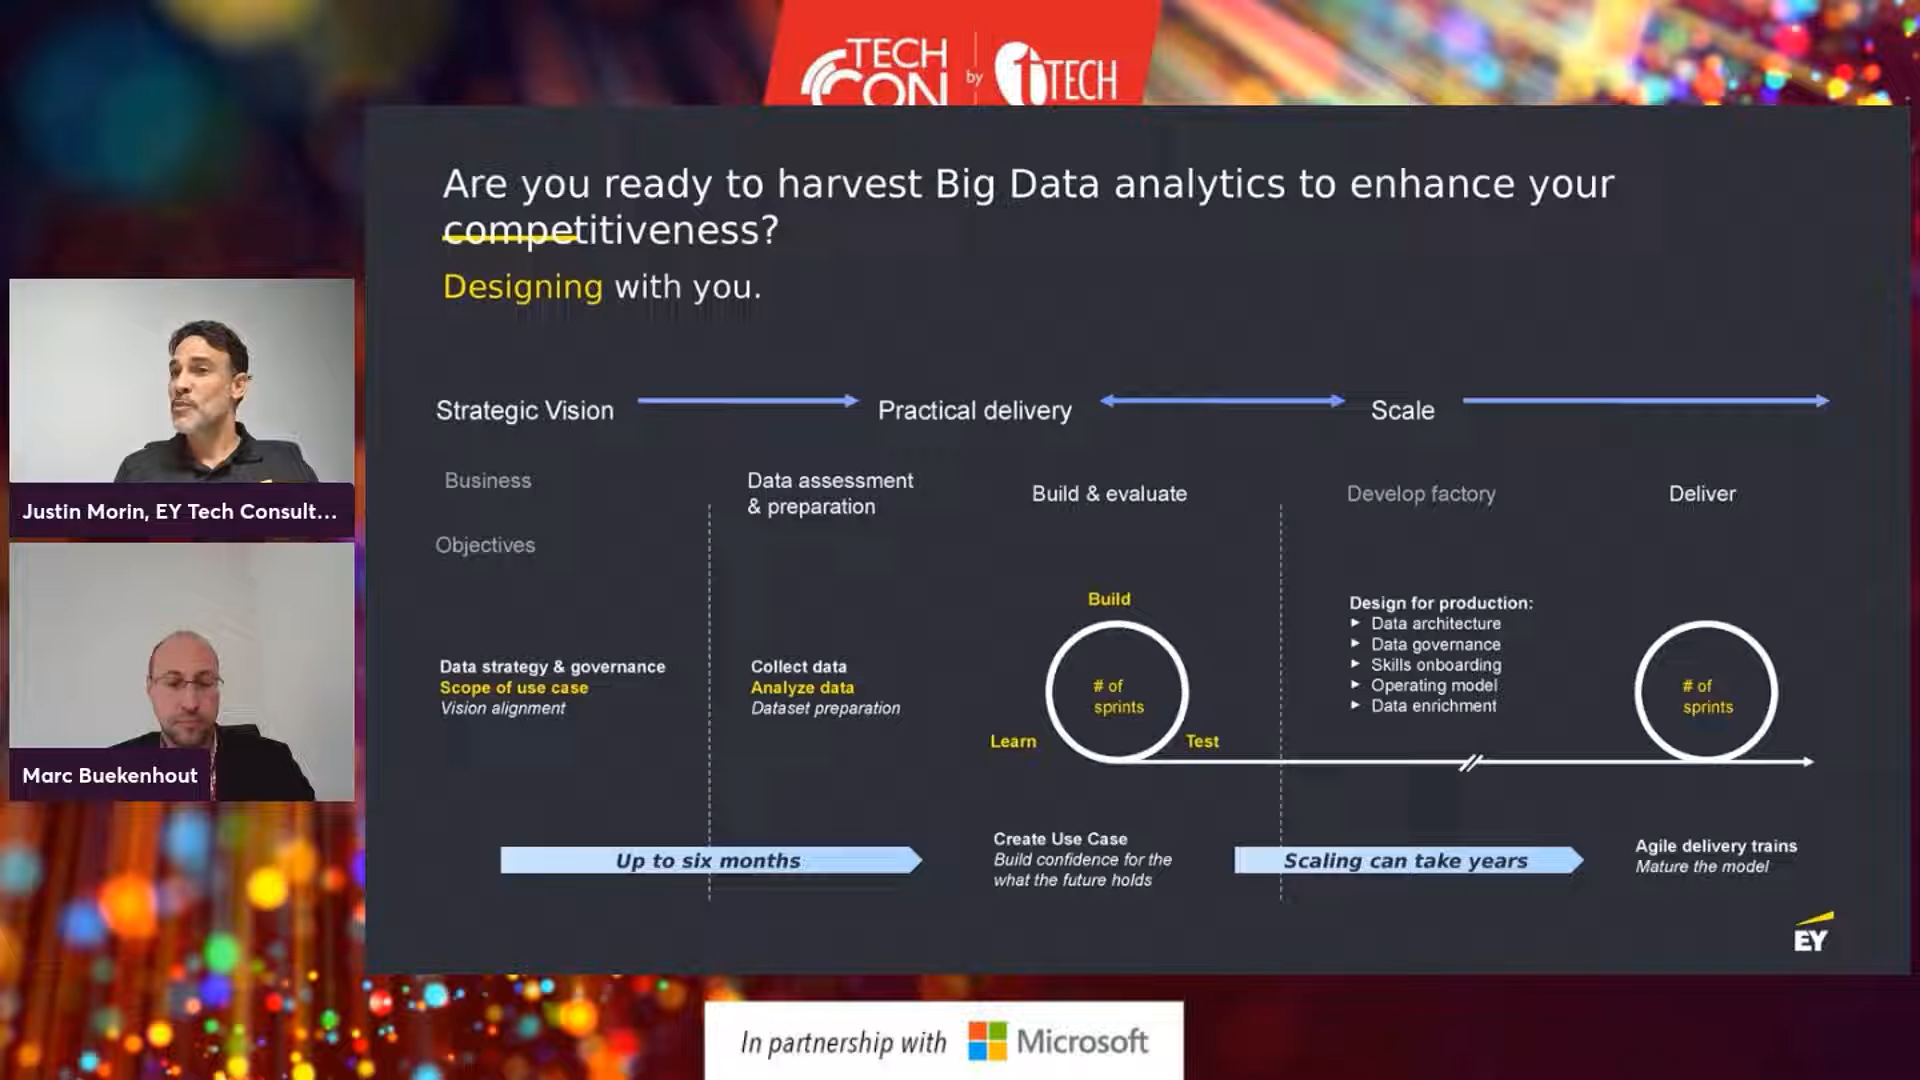 TECH
CON
by
1TECH
Are you ready to harvest Big Data analytics to enhance your
competitiveness?
Designing with you.
Strategic Vision
Practical delivery
Scale
Business
Objectives
Data assessment
& preparation
Build & evaluate
Develop factory
Deliver
Data strategy & governance
Scope of use case
Vision alignment
Collect data
Analyze data
Dataset preparation
Build
# of
sprints
Learn
Test
Design for production:
► Data architecture
► Data governance
► Skills onboarding
► Operating model
► Data enrichment
# of
sprints
Up to six months
Create Use Case
Build confidence for the
what the future holds
Scaling can take years
Agile delivery trains
Mature the model
EY
Justin Morin, EY Tech Consult...
Marc Buekenhout
In partnership with Microsoft